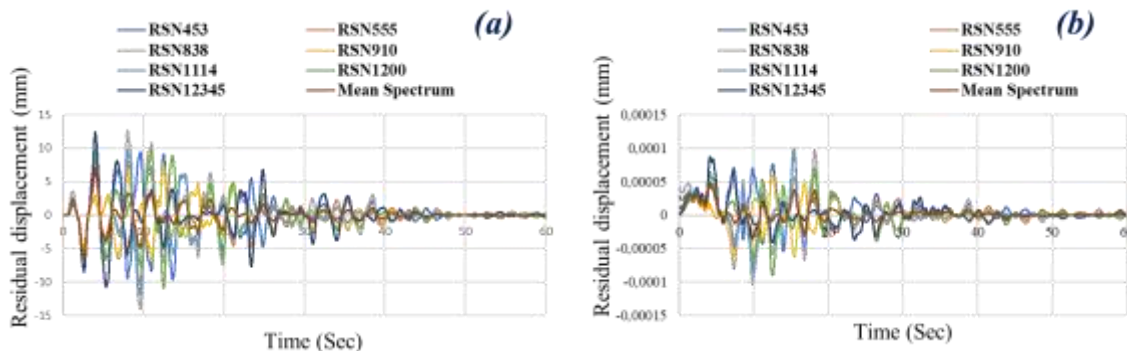 RSN453 RSN555 (a)
RSN838 RSN910
RSN1114 RSN1200
RSN12345 Mean Spectrum
Residual displacement (mm)
15
10
5
0
-5
-10
-15
0 10 20 30 40 50 60
Time (Sec)
RSN453 RSN555 (b)
RSN838 RSN910
RSN1114 RSN1200
RSN12345 Mean Spectrum
Residual displacement (mm)
0,00015
0,0001
0,00005
0
-0,00005
-0,0001
-0,00015
0 10 20 30 40 50 60
Time (Sec)